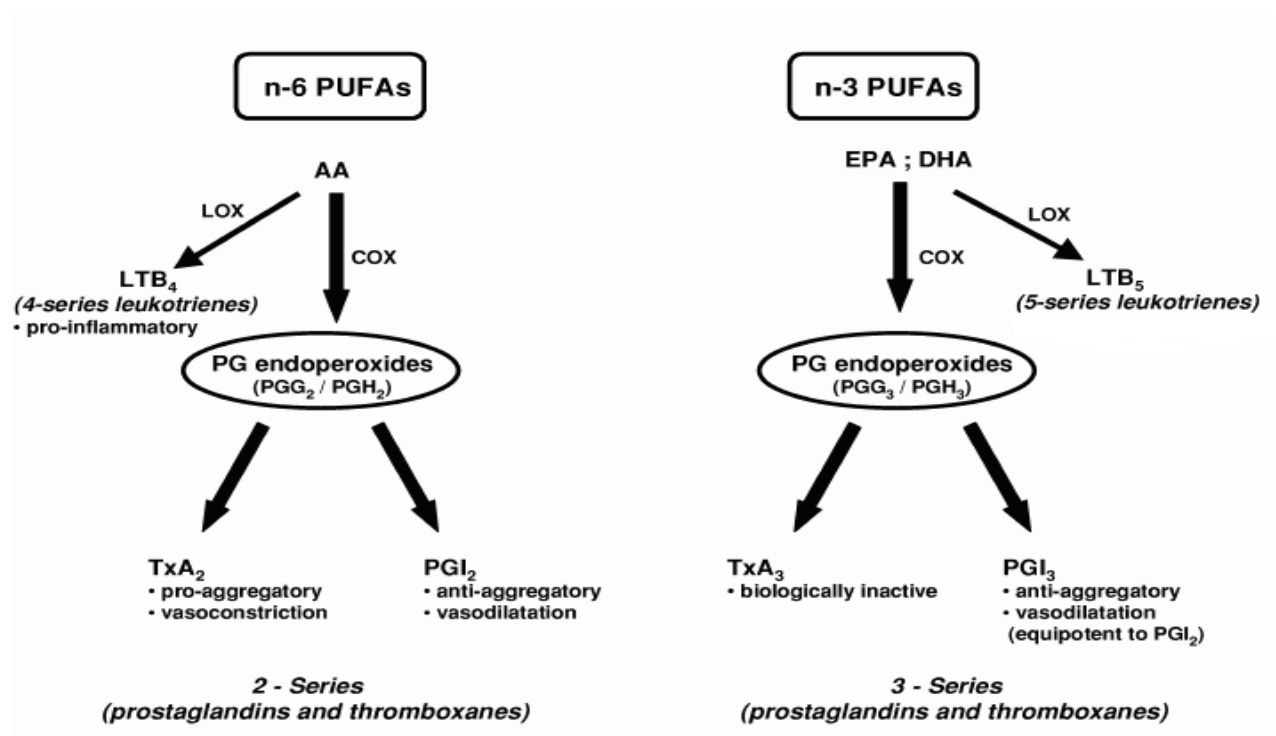 n-6 PUFAs
AA
LOX
COX
LTB₄
(4-series leukotrienes)
• pro-inflammatory
PG endoperoxides
(PGG₂ / PGH₂)
TxA₂
• pro-aggregatory
• vasoconstriction
PGI₂
• anti-aggregatory
• vasodilatation
2 - Series
(prostaglandins and thromboxanes)
n-3 PUFAs
EPA ; DHA
LOX
COX
LTB₅
(5-series leukotrienes)
PG endoperoxides
(PGG₃ / PGH₃)
TxA₃
• biologically inactive
PGI₃
• anti-aggregatory
• vasodilatation
(equipotent to PGI₂)
3 - Series
(prostaglandins and thromboxanes)